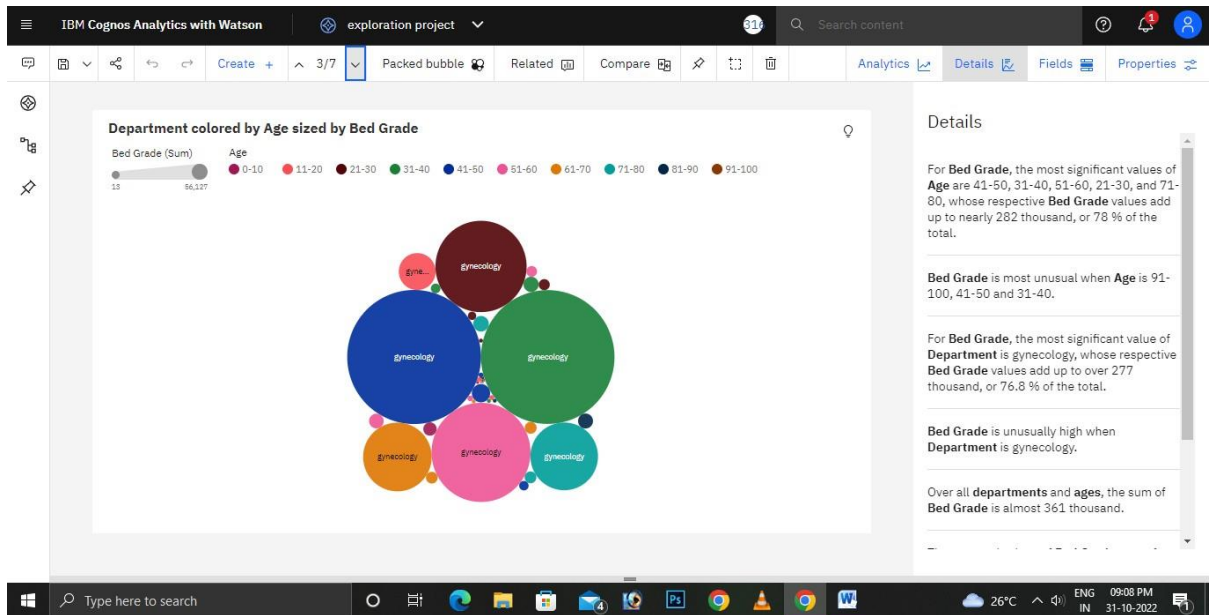 IBM Cognos Analytics with Watson
exploration project
316
Search content
1
Create +
3/7
Packed bubble
Related
Compare
Analytics
Details
Fields
Properties
Department colored by Age sized by Bed Grade
Bed Grade (Sum)
13
56,127
Age
0-10
11-20
21-30
31-40
41-50
51-60
61-70
71-80
81-90
91-100
gyne...
gynecology
gynecology
gynecology
gynecology
gynecology
gynecology
Details
For Bed Grade, the most significant values of
Age are 41-50, 31-40, 51-60, 21-30, and 71-
80, whose respective Bed Grade values add
up to nearly 282 thousand, or 78 % of the
total.
Bed Grade is most unusual when Age is 91-
100, 41-50 and 31-40.
For Bed Grade, the most significant value of
Department is gynecology, whose respective
Bed Grade values add up to over 277
thousand, or 76.8 % of the total.
Bed Grade is unusually high when
Department is gynecology.
Over all departments and ages, the sum of
Bed Grade is almost 361 thousand.
Type here to search
4
Ps
W
26°C
ENG
IN
09:08 PM
31-10-2022